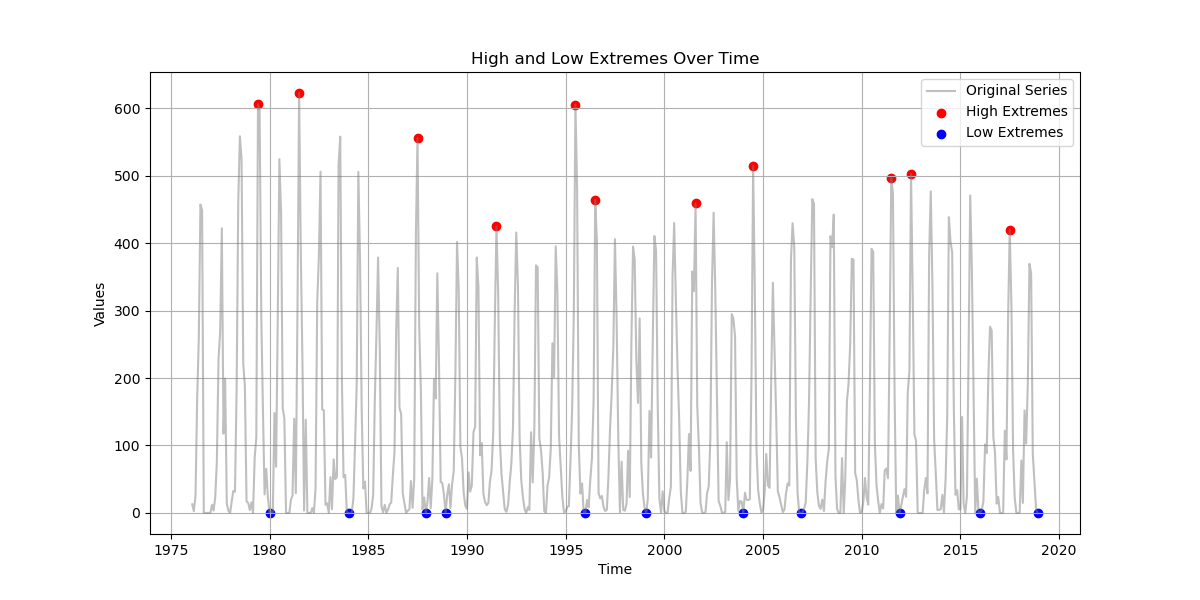 High and Low Extremes Over Time
Original Series
High Extremes
Low Extremes
Values
600
500
400
300
200
100
0
1975 1980 1985 1990 1995 2000 2005 2010 2015 2020
Time